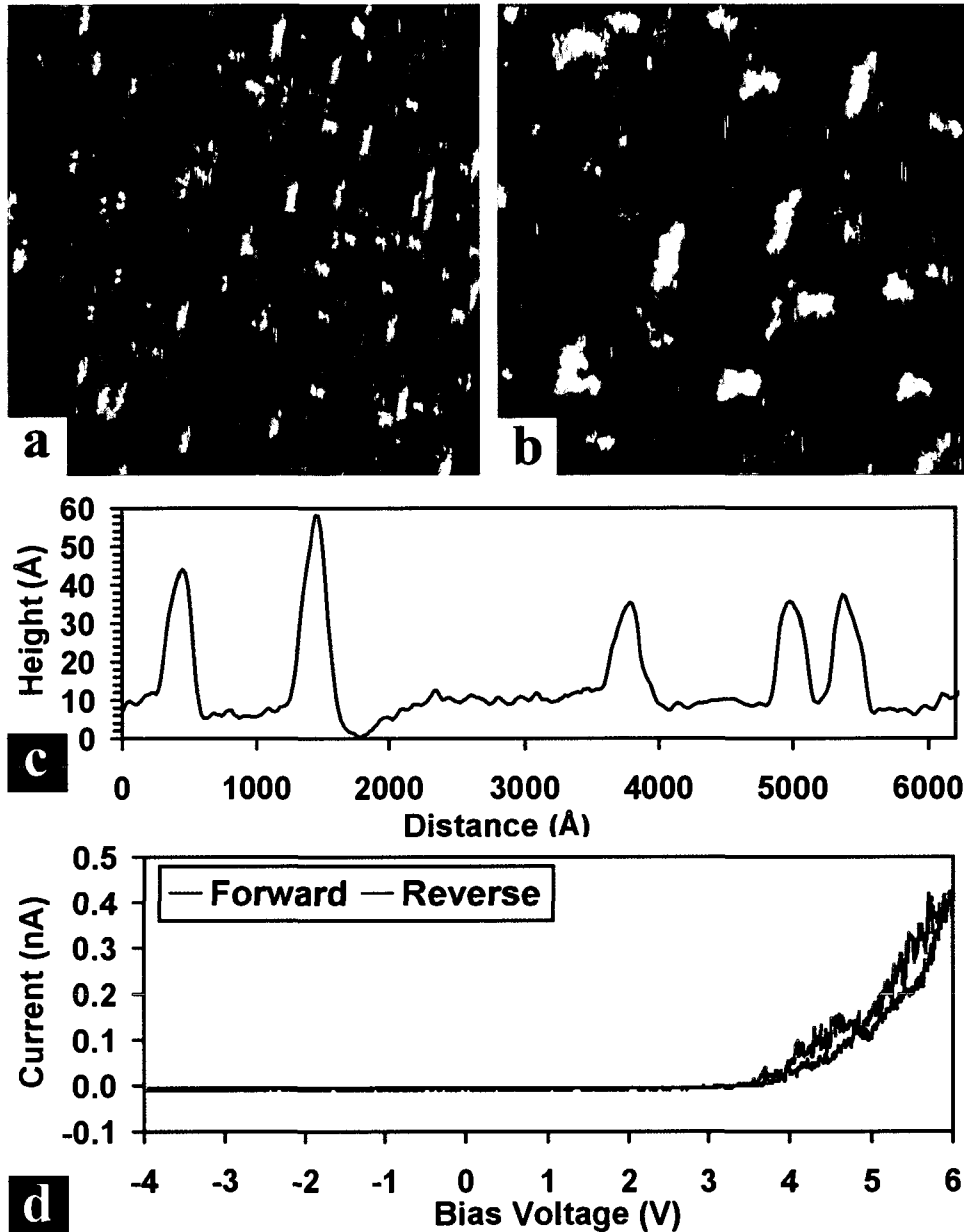 a
b
60
50
40
30
20
10
0
Height (Å)
c
0 1000 2000 3000 4000 5000 6000
Distance (Å)
0.5
0.4
0.3
0.2
0.1
0.0
-0.1
Forward Reverse
Current (nA)
d
-4 -3 -2 -1 0 1 2 3 4 5 6
Bias Voltage (V)